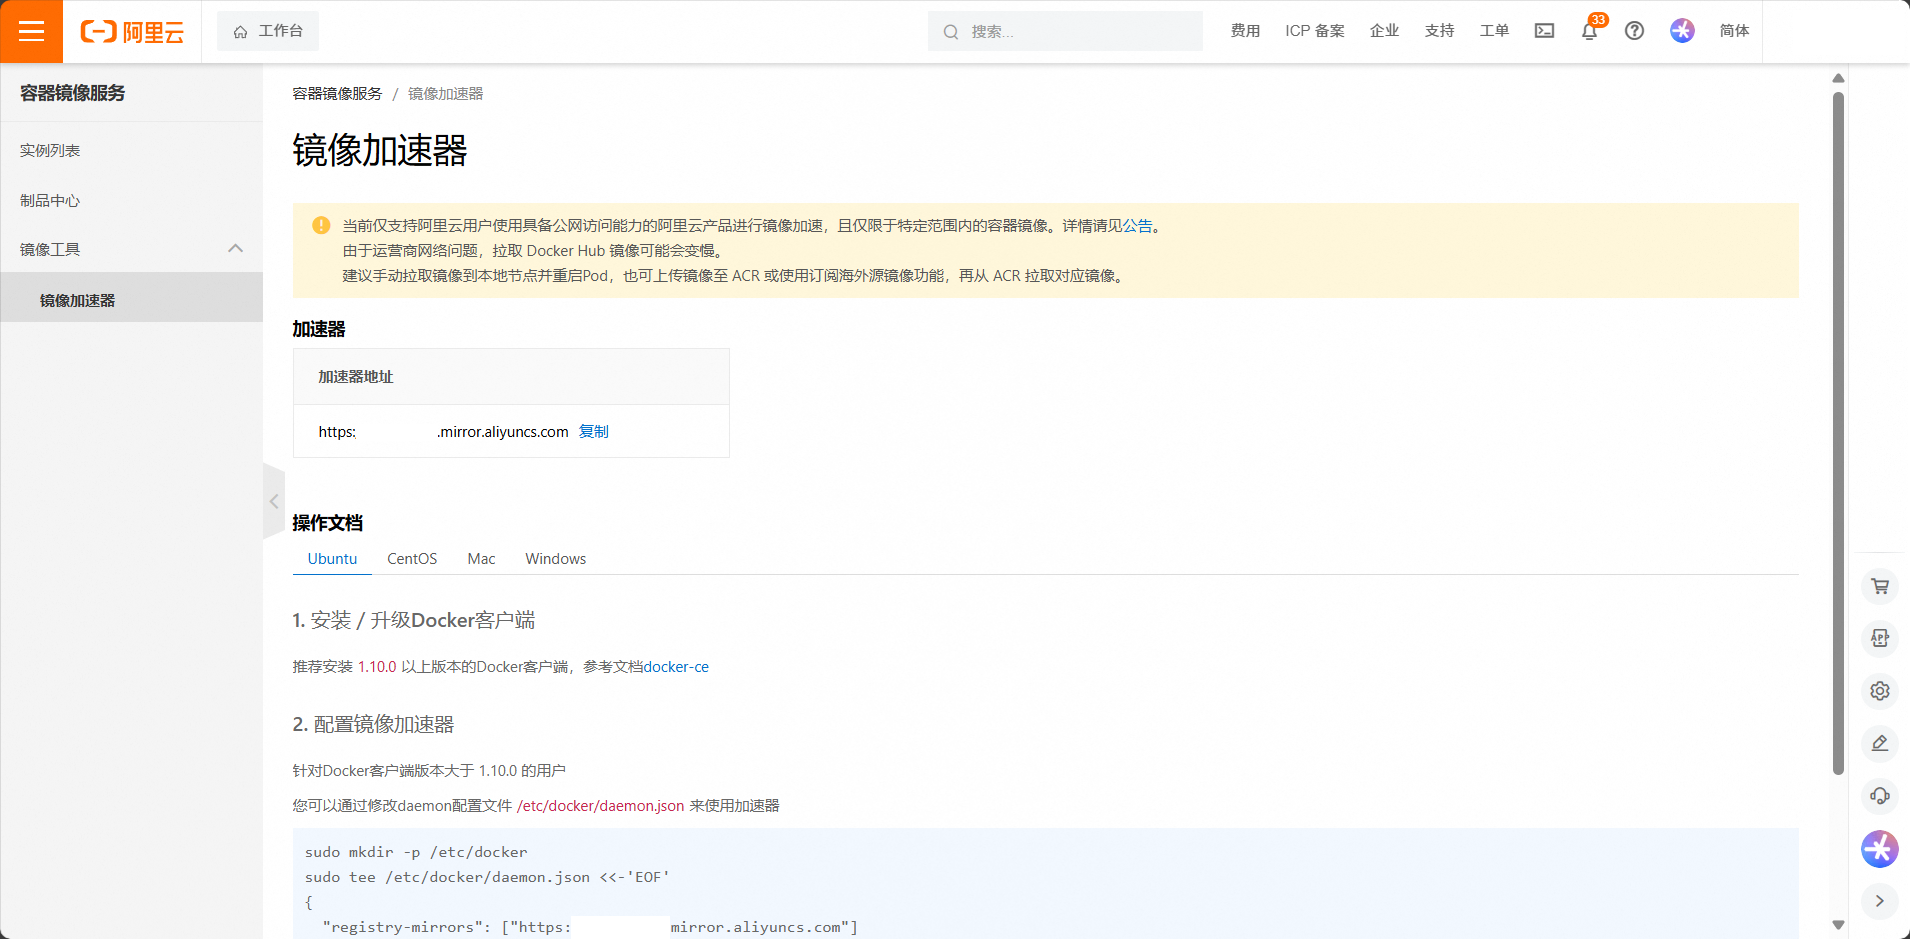 阿里云
工作台
搜索...
费用
ICP 备案
企业
支持
工单
33
简体
容器镜像服务
实例列表
制品中心
镜像工具
镜像加速器
容器镜像服务 / 镜像加速器
镜像加速器
当前仅支持阿里云用户使用具备公网访问能力的阿里云产品进行镜像加速，且仅限于特定范围内的容器镜像。详情请见公告。
由于运营商网络问题，拉取 Docker Hub 镜像可能会变慢。
建议手动拉取镜像到本地节点并重启Pod，也可上传镜像至 ACR 或使用订阅海外源镜像功能，再从 ACR 拉取对应镜像。
加速器
加速器地址
https: .mirror.aliyuncs.com 复制
操作文档
Ubuntu CentOS Mac Windows
1. 安装 / 升级Docker客户端
推荐安装 1.10.0 以上版本的Docker客户端，参考文档docker-ce
2. 配置镜像加速器
针对Docker客户端版本大于 1.10.0 的用户
您可以通过修改daemon配置文件 /etc/docker/daemon.json 来使用加速器
sudo mkdir -p /etc/docker
sudo tee /etc/docker/daemon.json <<-'EOF'
{
"registry-mirrors": ["https: mirror.aliyuncs.com"]
APP